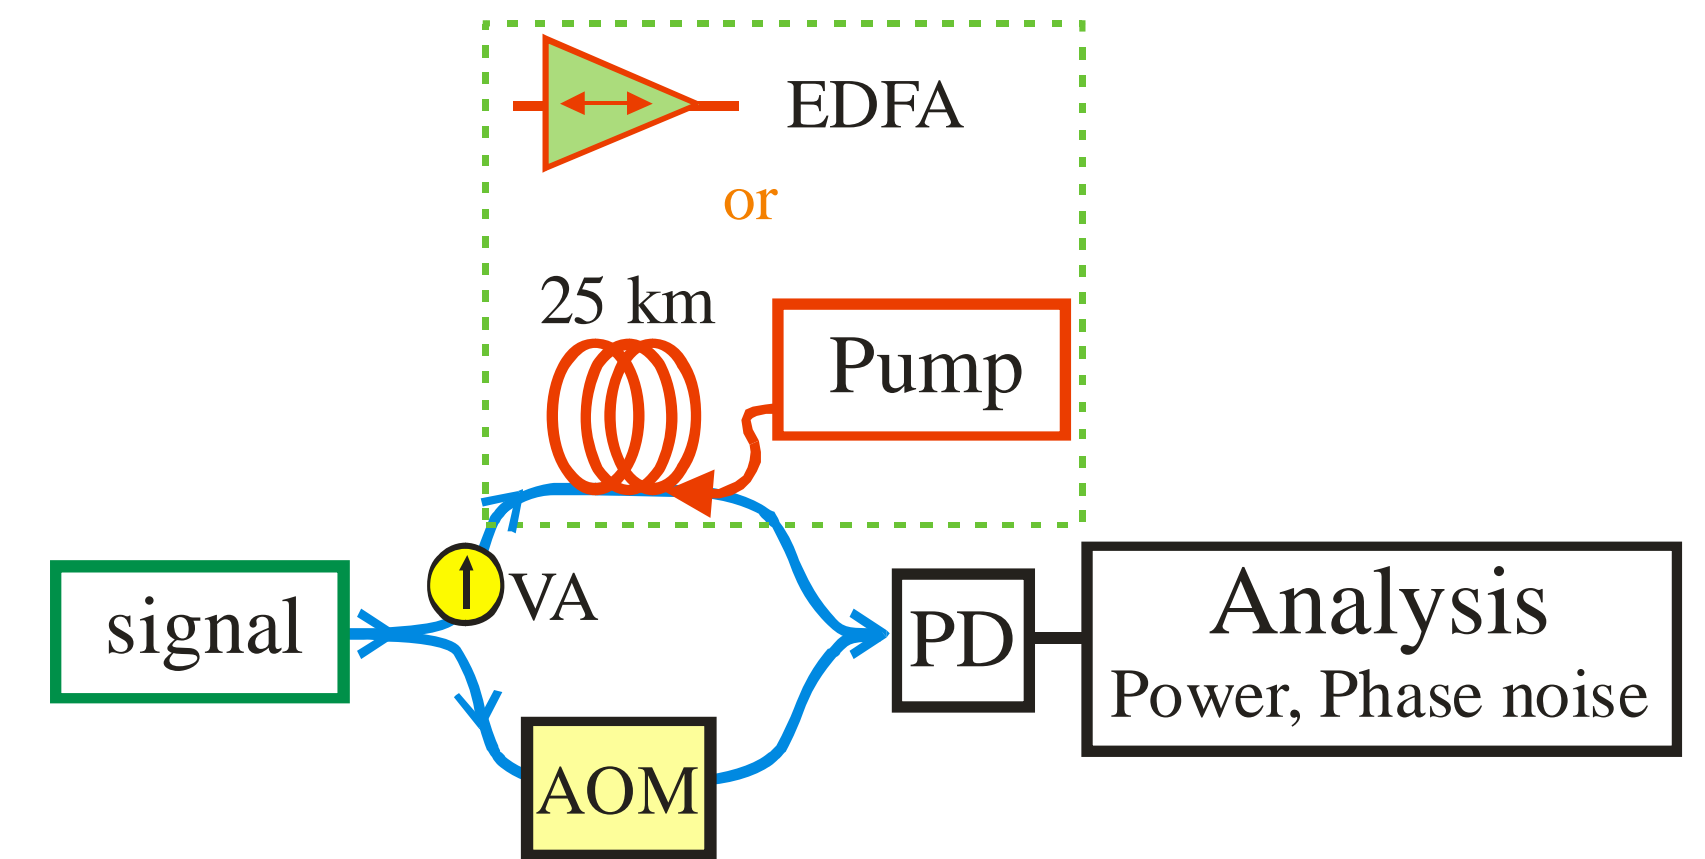 EDFA
or
25 km
Pump
signal
VA
AOM
PD
Analysis
Power, Phase noise